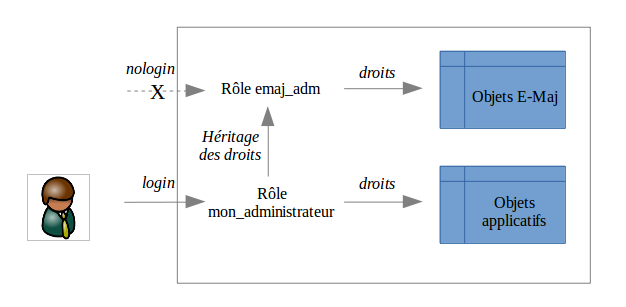 nologin
X
Rôle emaj_adm
droits
Objets E-Maj
Héritage
des droits
login
Rôle
mon_administrateur
droits
Objets
applicatifs